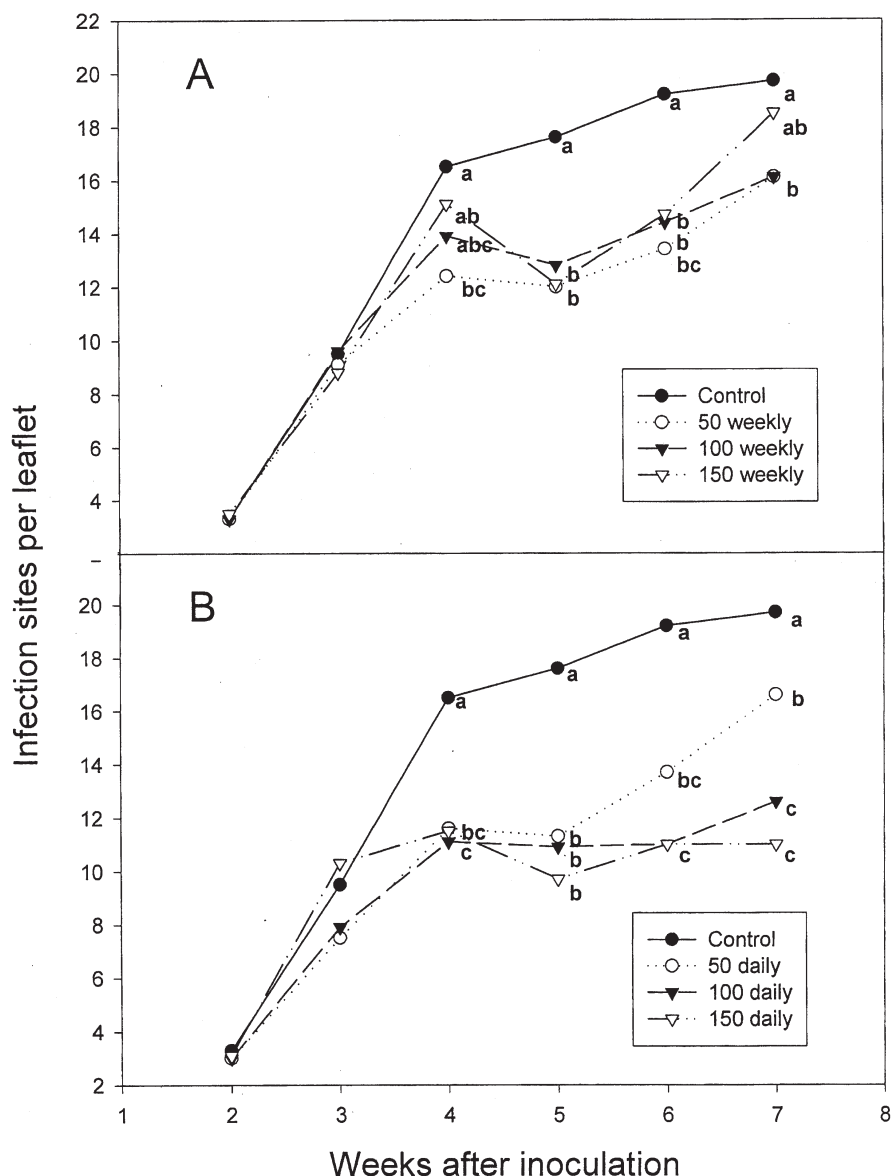 22
A
20
a
a
ab
18
a
16
a
b
14
ab
abc
b
b
bc
12
bc
b
b
10
8
6
4
Control
50 weekly
100 weekly
150 weekly
Infection sites per leaflet
B
20
a
a
18
a
16
a
b
14
bc
12
bc
c
b
b
c
c
c
10
b
8
6
4
2
Control
50 daily
100 daily
150 daily
1 2 3 4 5 6 7 8
Weeks after inoculation